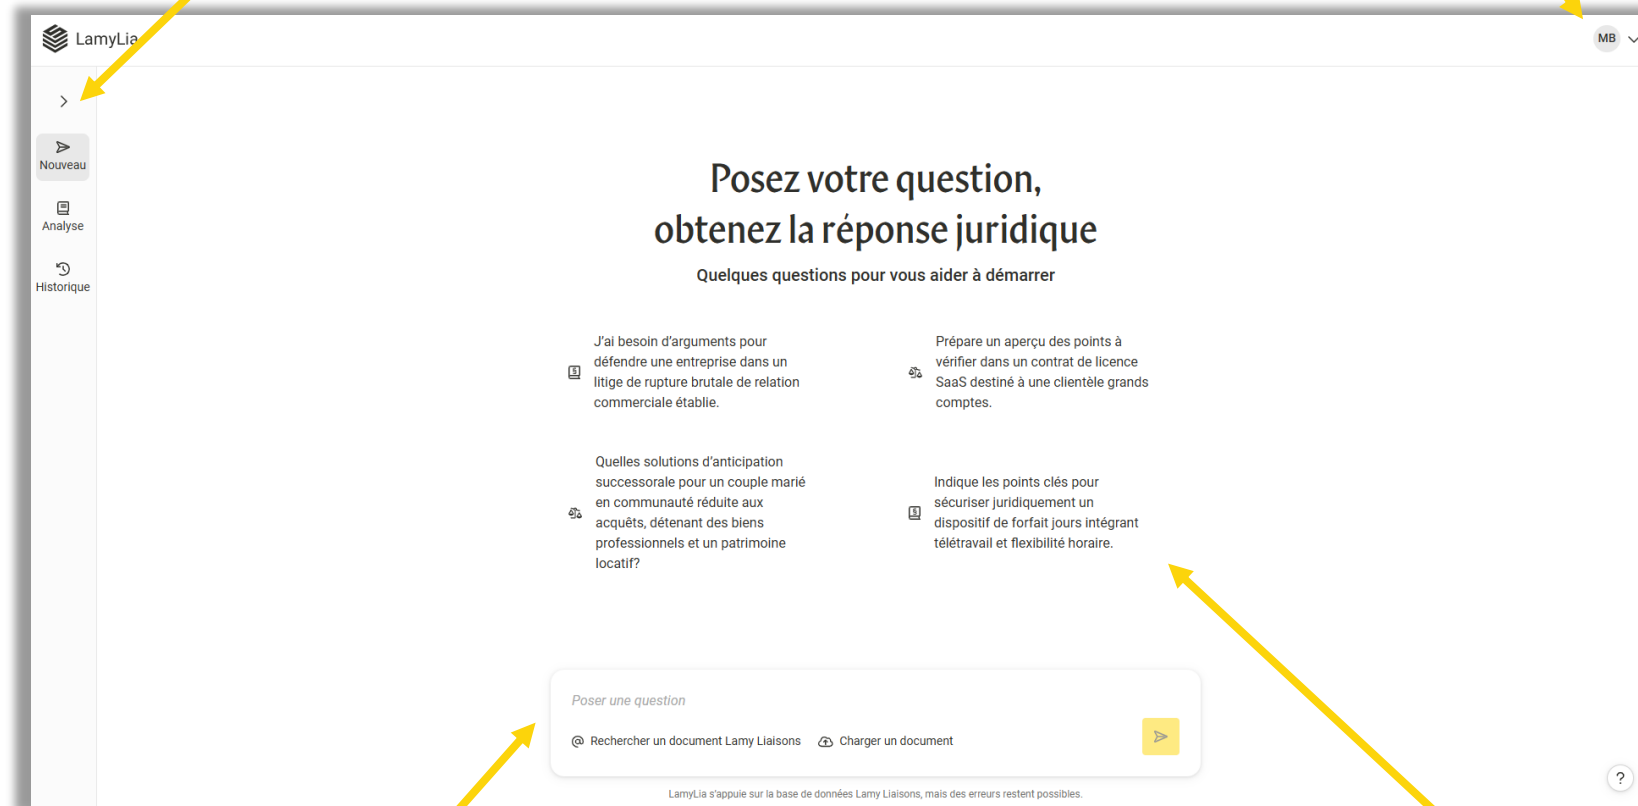 LamyLia
MB
Nouveau
Analyse
Historique
Posez votre question,
obtenez la réponse juridique
Quelques questions pour vous aider à démarrer
J'ai besoin d'arguments pour
défendre une entreprise dans un
litige de rupture brutale de relation
commerciale établie.
Prépare un aperçu des points à
vérifier dans un contrat de licence
SaaS destiné à une clientèle grands
comptes.
Quelles solutions d'anticipation
successorale pour un couple marié
en communauté réduite aux
acquêts, détenant des biens
professionnels et un patrimoine
locatif?
Indique les points clés pour
sécuriser juridiquement un
dispositif de forfait jours intégrant
télétravail et flexibilité horaire.
Poser une question
@ Rechercher un document Lamy Liaisons
Charger un document
?
LamyLia s'appuie sur la base de données Lamy Liaisons, mais des erreurs restent possibles.